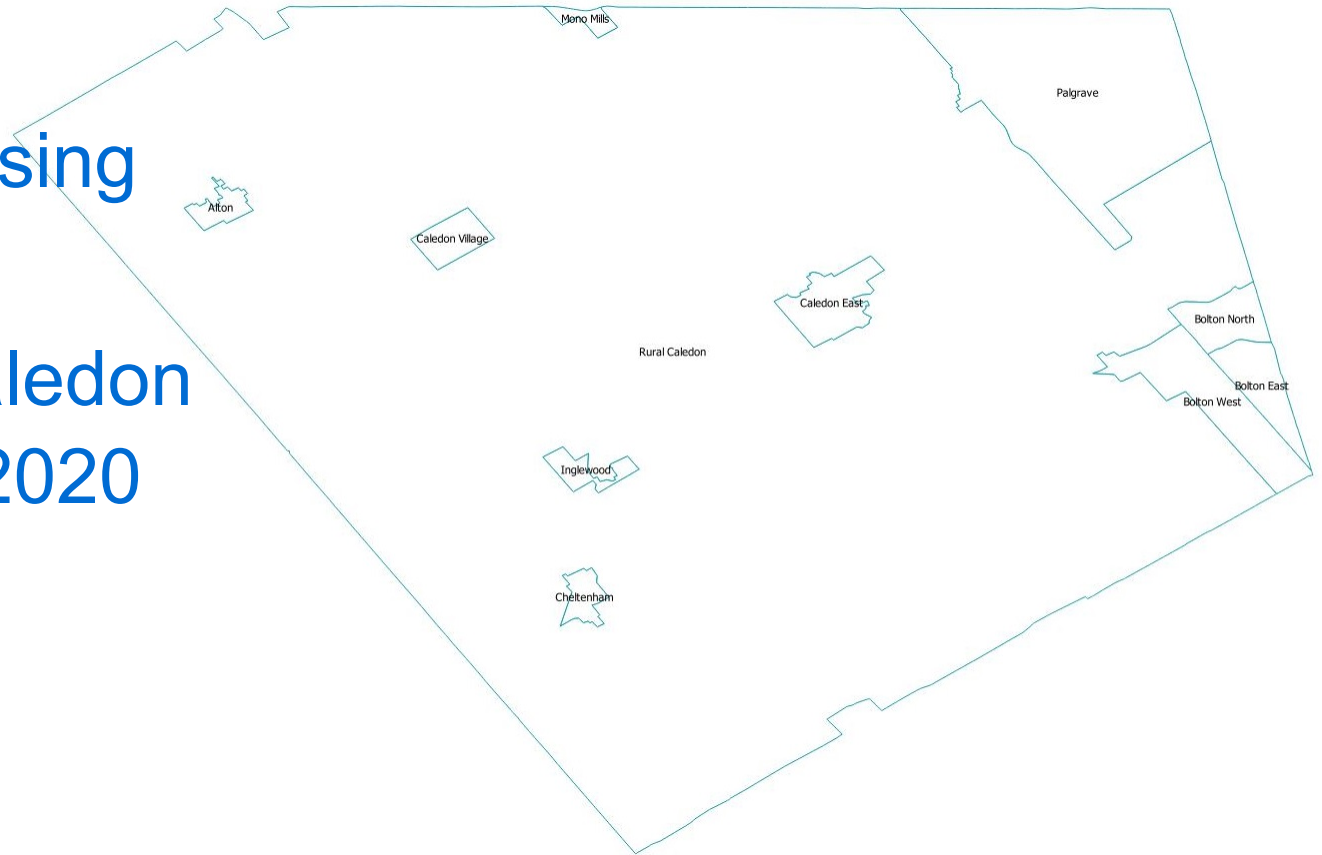 Mono Mills
Palgrave
sing
Alton
Caledon Village
Caledon East
Bolton North
Rural Caledon
ledon
Bolton East
Bolton West
Inglewood
2020
Cheltenham